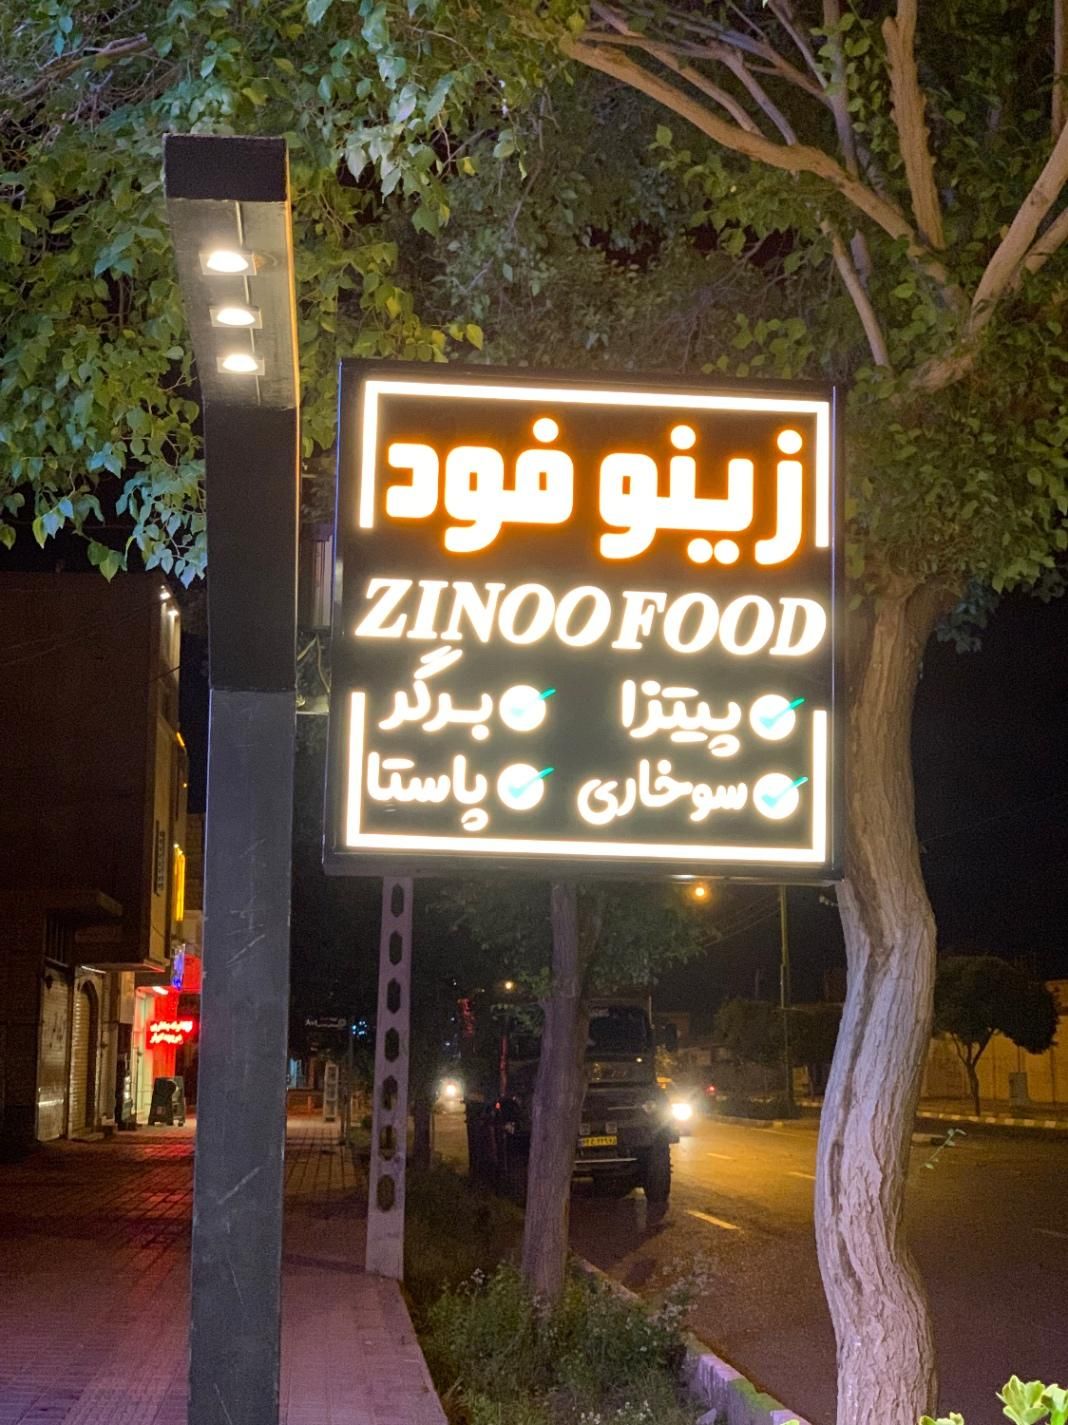 زینو فود
ZINOO FOOD
پیتزا برگر
سوخاری پاستا